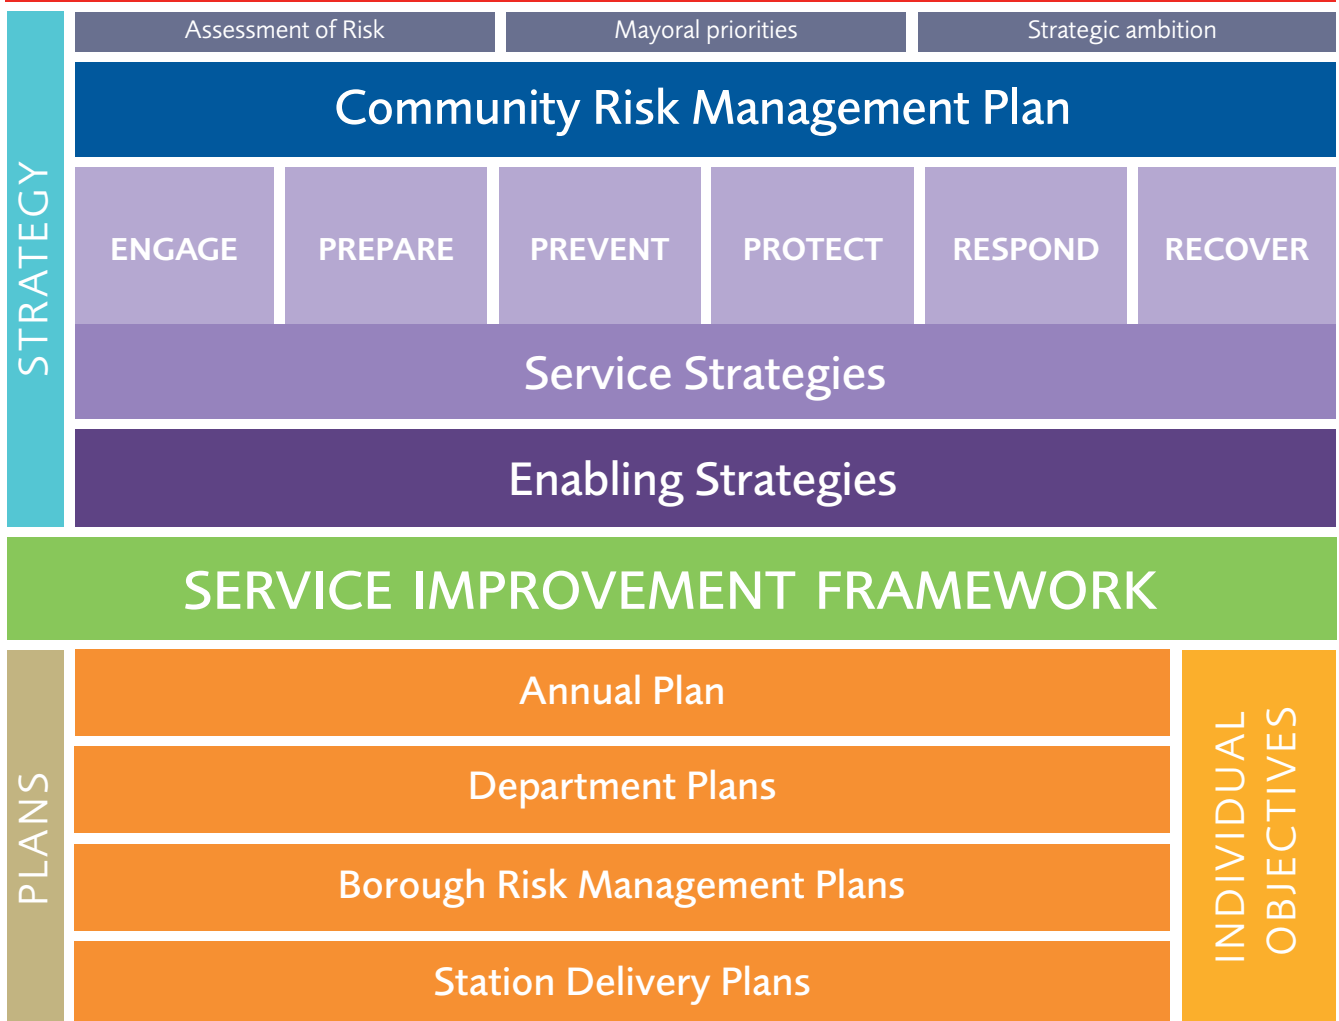 Assessment of Risk
Mayoral priorities
Strategic ambition
STRATEGY
Community Risk Management Plan
ENGAGE
PREPARE
PREVENT
PROTECT
RESPOND
RECOVER
Service Strategies
Enabling Strategies
SERVICE IMPROVEMENT FRAMEWORK
PLANS
Annual Plan
Department Plans
Borough Risk Management Plans
Station Delivery Plans
INDIVIDUAL
OBJECTIVES